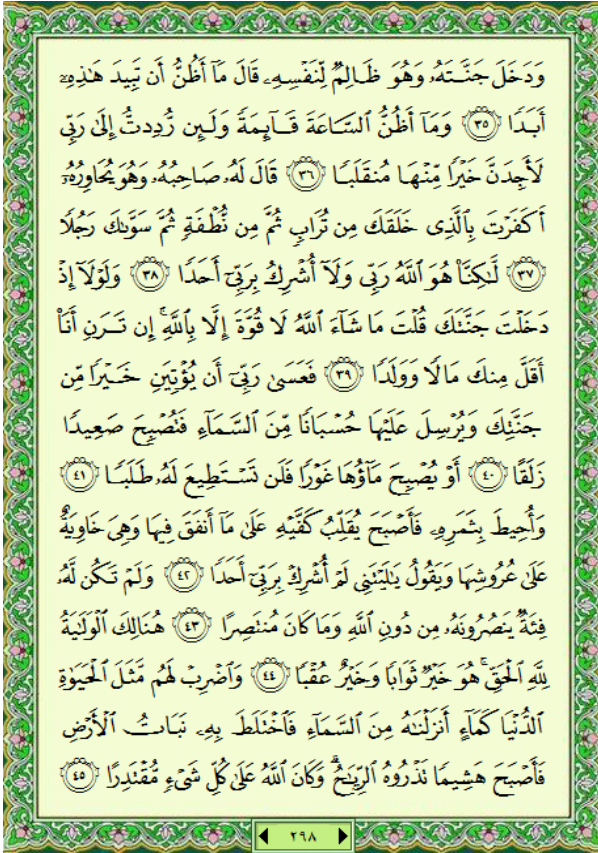 وَدَخَلَ جَنَّتَهُۥ وَهُوَ ظَالِمٌ لِّنَفْسِهِۦ قَالَ مَآ أَظُنُّ أَن تَبِيدَ هَٰذِهِۦٓ
أَبَدًا ٣٥ وَمَآ أَظُنُّ ٱلسَّاعَةَ قَآئِمَةً وَلَئِن رُّدِدتُّ إِلَىٰ رَبِّى
لَأَجِدَنَّ خَيْرًا مِّنْهَا مُنقَلَبًا ٣٦ قَالَ لَهُۥ صَاحِبُهُۥ وَهُوَ يُحَاوِرُهُۥٓ
أَكَفَرْتَ بِٱلَّذِى خَلَقَكَ مِن تُرَابٍ ثُمَّ مِن نُّطْفَةٍ ثُمَّ سَوَّىٰكَ رَجُلًا
٣٧ لَّٰكِنَّا۠ هُوَ ٱللَّهُ رَبِّى وَلَآ أُشْرِكُ بِرَبِّىٓ أَحَدًا ٣٨ وَلَوْلَآ إِذْ
دَخَلْتَ جَنَّتَكَ قُلْتَ مَا شَآءَ ٱللَّهُ لَا قُوَّةَ إِلَّا بِٱللَّهِ ۚ إِن تَرَنِ أَنَا۠
أَقَلَّ مِنكَ مَالًا وَوَلَدًا ٣٩ فَعَسَىٰ رَبِّىٓ أَن يُؤْتِيَنِ خَيْرًا مِّن
جَنَّتِكَ وَيُرْسِلَ عَلَيْهَا حُسْبَانًا مِّنَ ٱلسَّمَآءِ فَتُصْبِحَ صَعِيدًا
زَلَقًا ٤٠ أَوْ يُصْبِحَ مَآؤُهَا غَوْرًا فَلَن تَسْتَطِيعَ لَهُۥ طَلَبًا ٤١
وَأُحِيطَ بِثَمَرِهِۦ فَأَصْبَحَ يُقَلِّبُ كَفَّيْهِ عَلَىٰ مَآ أَنفَقَ فِيهَا وَهِىَ خَاوِيَةٌ
عَلَىٰ عُرُوشِهَا وَيَقُولُ يَٰلَيْتَنِى لَمْ أُشْرِكْ بِرَبِّىٓ أَحَدًا ٤٢ وَلَمْ تَكُن لَّهُۥ
فِئَةٌ يَنصُرُونَهُۥ مِن دُونِ ٱللَّهِ وَمَا كَانَ مُنتَصِرًا ٤٣ هُنَالِكَ ٱلْوَلَٰيَةُ
لِلَّهِ ٱلْحَقِّ ۚ هُوَ خَيْرٌ ثَوَابًا وَخَيْرٌ عُقْبًا ٤٤ وَٱضْرِبْ لَهُم مَّثَلَ ٱلْحَيَوٰةِ
ٱلدُّنْيَا كَمَآءٍ أَنزَلْنَٰهُ مِنَ ٱلسَّمَآءِ فَٱخْتَلَطَ بِهِۦ نَبَاتُ ٱلْأَرْضِ
فَأَصْبَحَ هَشِيمًا تَذْرُوهُ ٱلرِّيَٰحُ ۗ وَكَانَ ٱللَّهُ عَلَىٰ كُلِّ شَىْءٍ مُّقْتَدِرًا ٤٥
٢٩٨